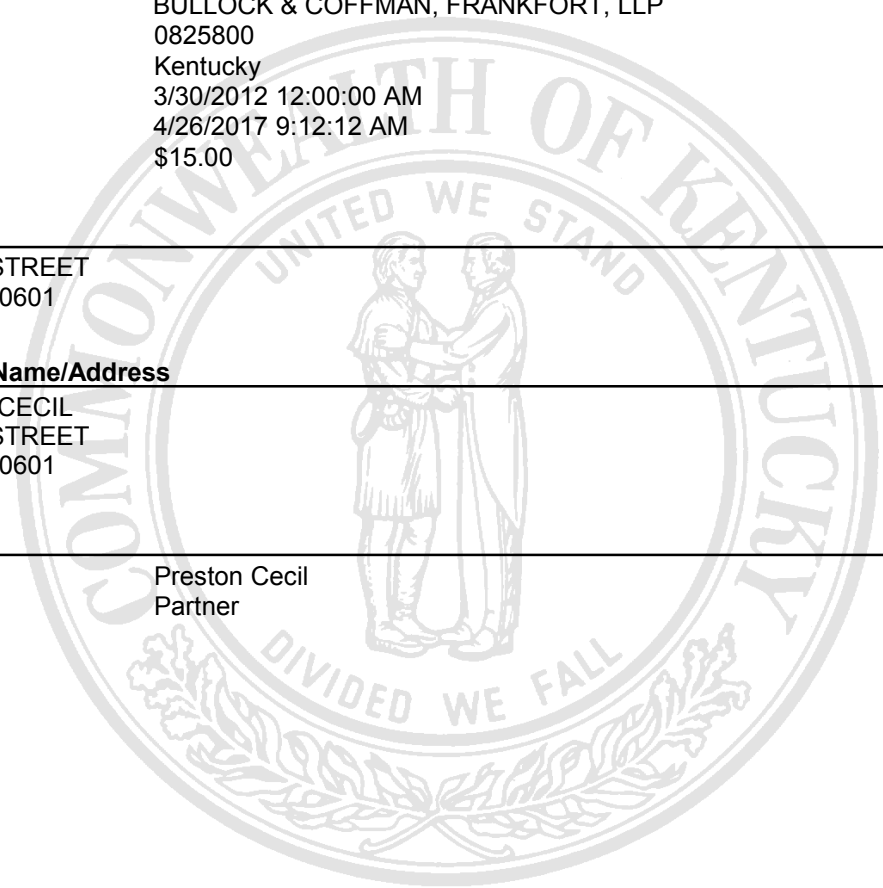 BULLOCK & COFFMAN, FRANKFORT, LLP
0825800
Kentucky
3/30/2012 12:00:00 AM
4/26/2017 9:12:12 AM
$15.00
COMMONWEALTH OF KENTUCKY
UNITED WE STAND
STREET
0601
Name/Address
CECIL
STREET
0601
Preston Cecil
Partner
DIVIDED WE FALL